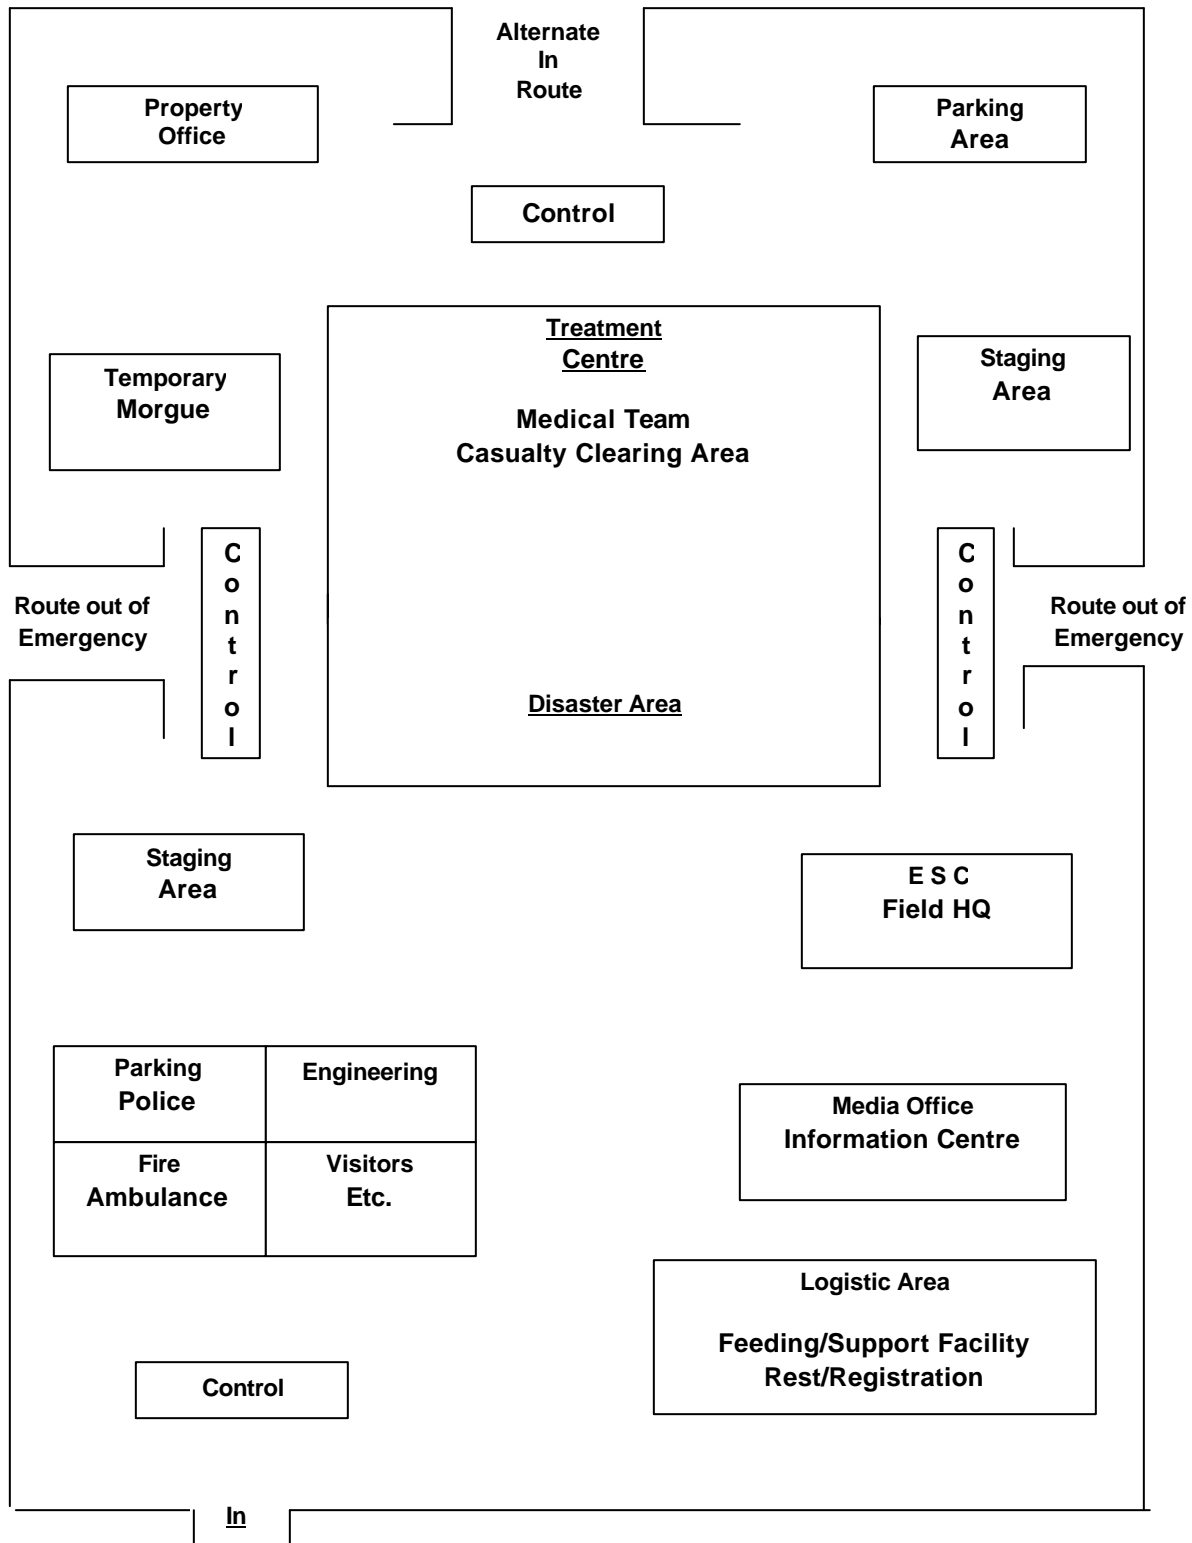 Alternate
In
Route
Property
Office
Parking
Area
Control
Treatment
Centre
Medical Team
Casualty Clearing Area
Temporary
Morgue
Staging
Area
Route out of
Emergency
C
o
n
t
r
o
l
Disaster Area
C
o
n
t
r
o
l
Route out of
Emergency
Staging
Area
E S C
Field HQ
Parking
Police
Engineering
Fire
Ambulance
Visitors
Etc.
Media Office
Information Centre
Logistic Area
Feeding/Support Facility
Rest/Registration
Control
In